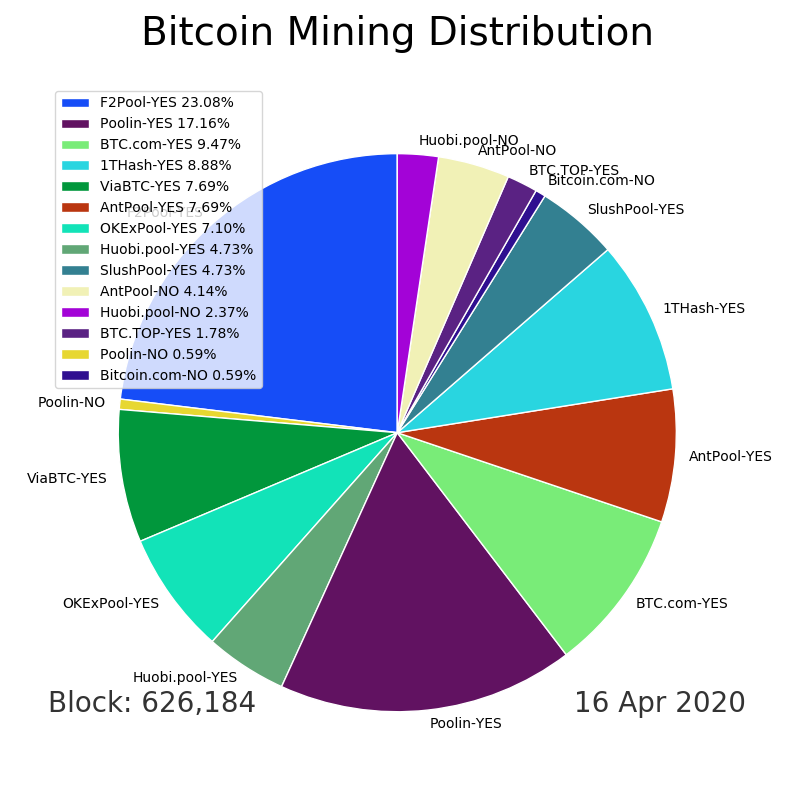 Bitcoin Mining Distribution
F2Pool-YES 23.08%
Poolin-YES 17.16%
BTC.com-YES 9.47%
1THash-YES 8.88%
ViaBTC-YES 7.69%
AntPool-YES 7.69%
OKExPool-YES 7.10%
Huobi.pool-YES 4.73%
SlushPool-YES 4.73%
AntPool-NO 4.14%
Huobi.pool-NO 2.37%
BTC.TOP-YES 1.78%
Poolin-NO 0.59%
Bitcoin.com-NO 0.59%
Huobi.pool-NO
AntPool-NO
BTC.TOP-YES
Bitcoin.com-NO
SlushPool-YES
F2Pool-YES
1THash-YES
Poolin-NO
AntPool-YES
ViaBTC-YES
OKExPool-YES
BTC.com-YES
Huobi.pool-YES
Poolin-YES
Block: 626,184
16 Apr 2020